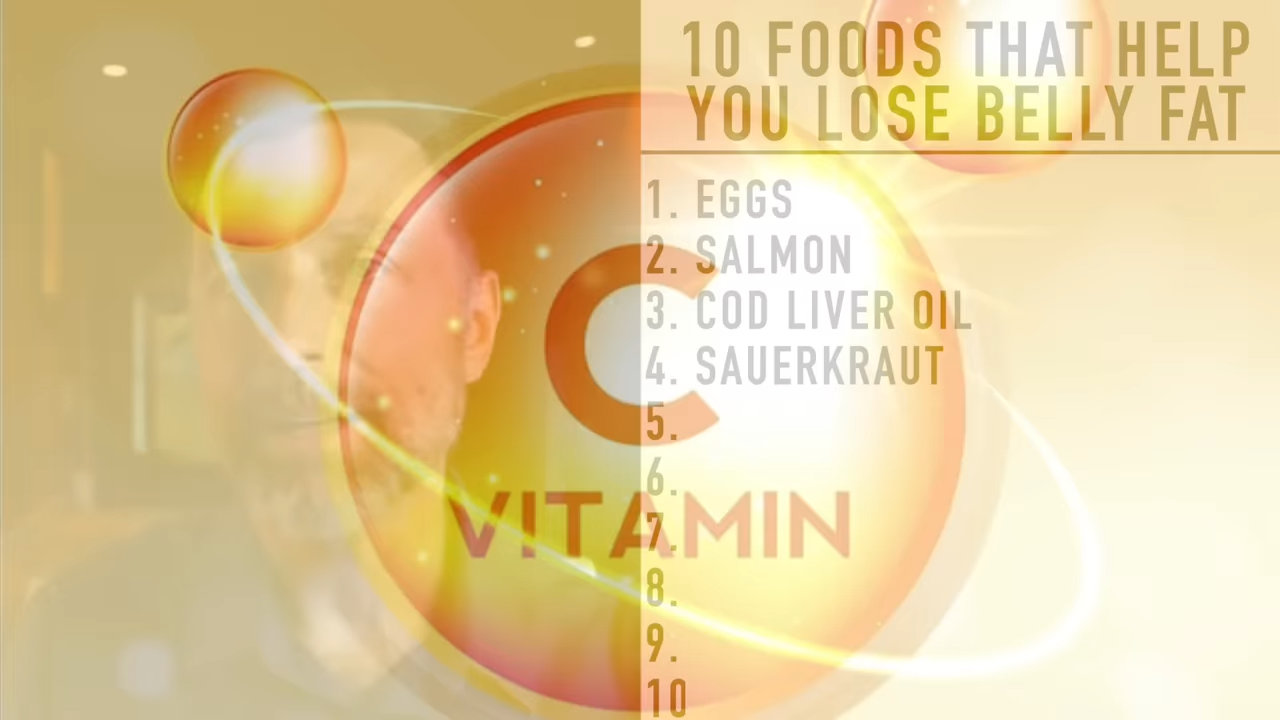 10 FOODS THAT HELP
YOU LOSE BELLY FAT
1. EGGS
2. SALMON
3. COD LIVER OIL
4. SAUERKRAUT
5.
6.
7.
8.
9.
10
C
VITAMIN